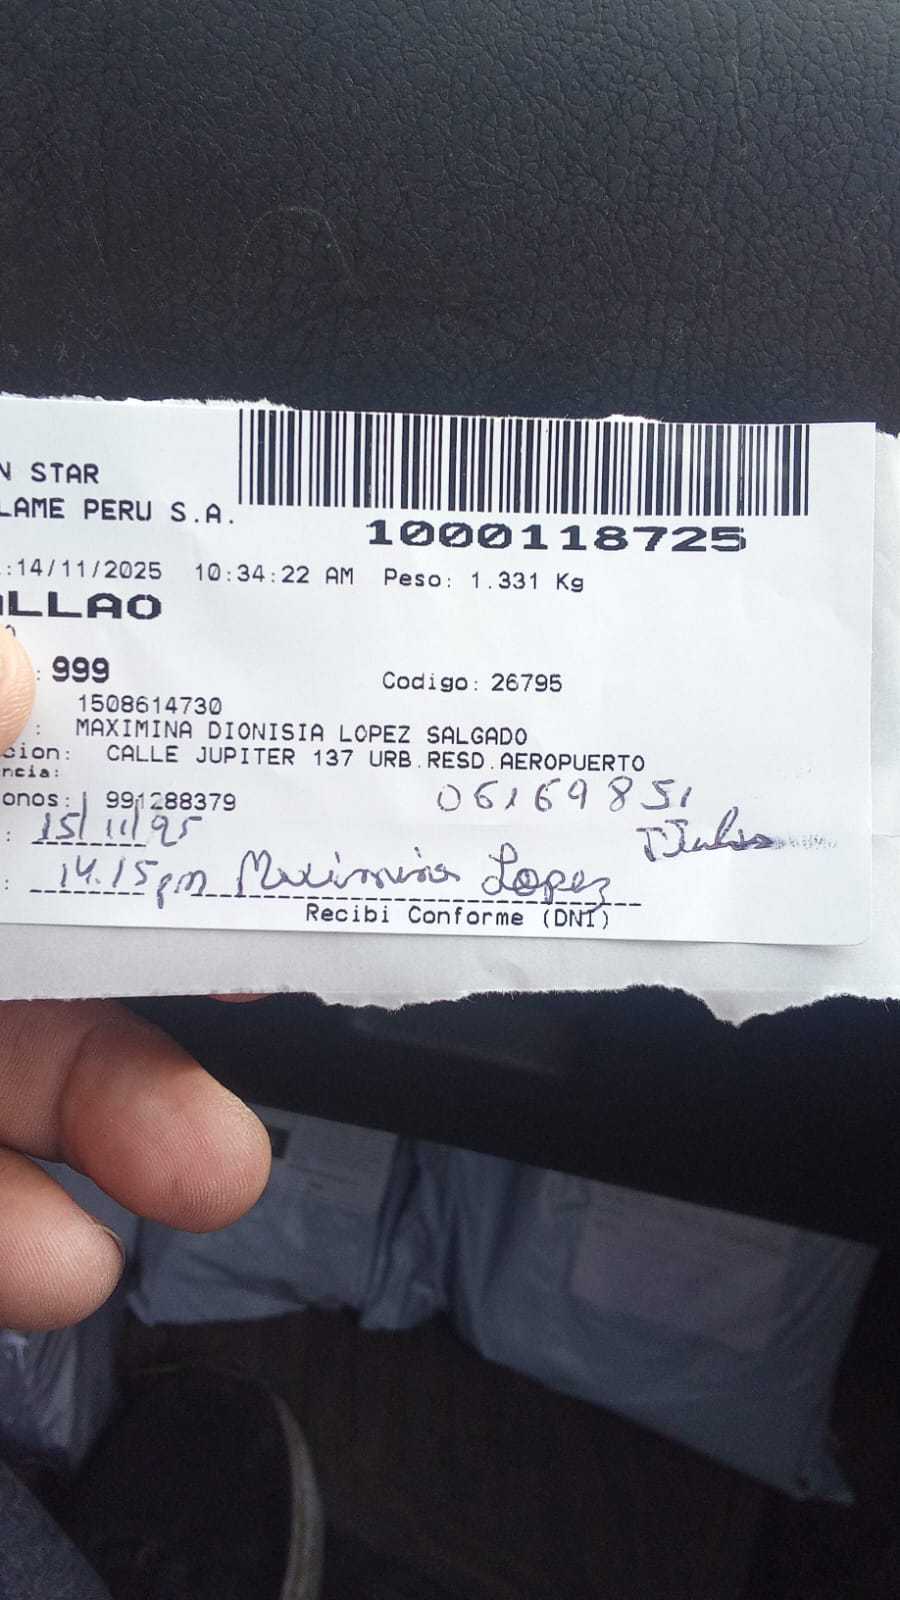 N STAR
LAME PERU S.A.
1000118725
:14/11/2025 10:34:22 AM Peso: 1.331 Kg
LLAO
: 999 Codigo: 26795
1508614730
: MAXIMINA DIONISIA LOPEZ SALGADO
cion: CALLE JUPITER 137 URB.RESD.AEROPUERTO
ncia:
onos: 991288379
06169851
: 15/11/25
: 14.15 pm Maximina Lopez
Recibi Conforme (DNI)